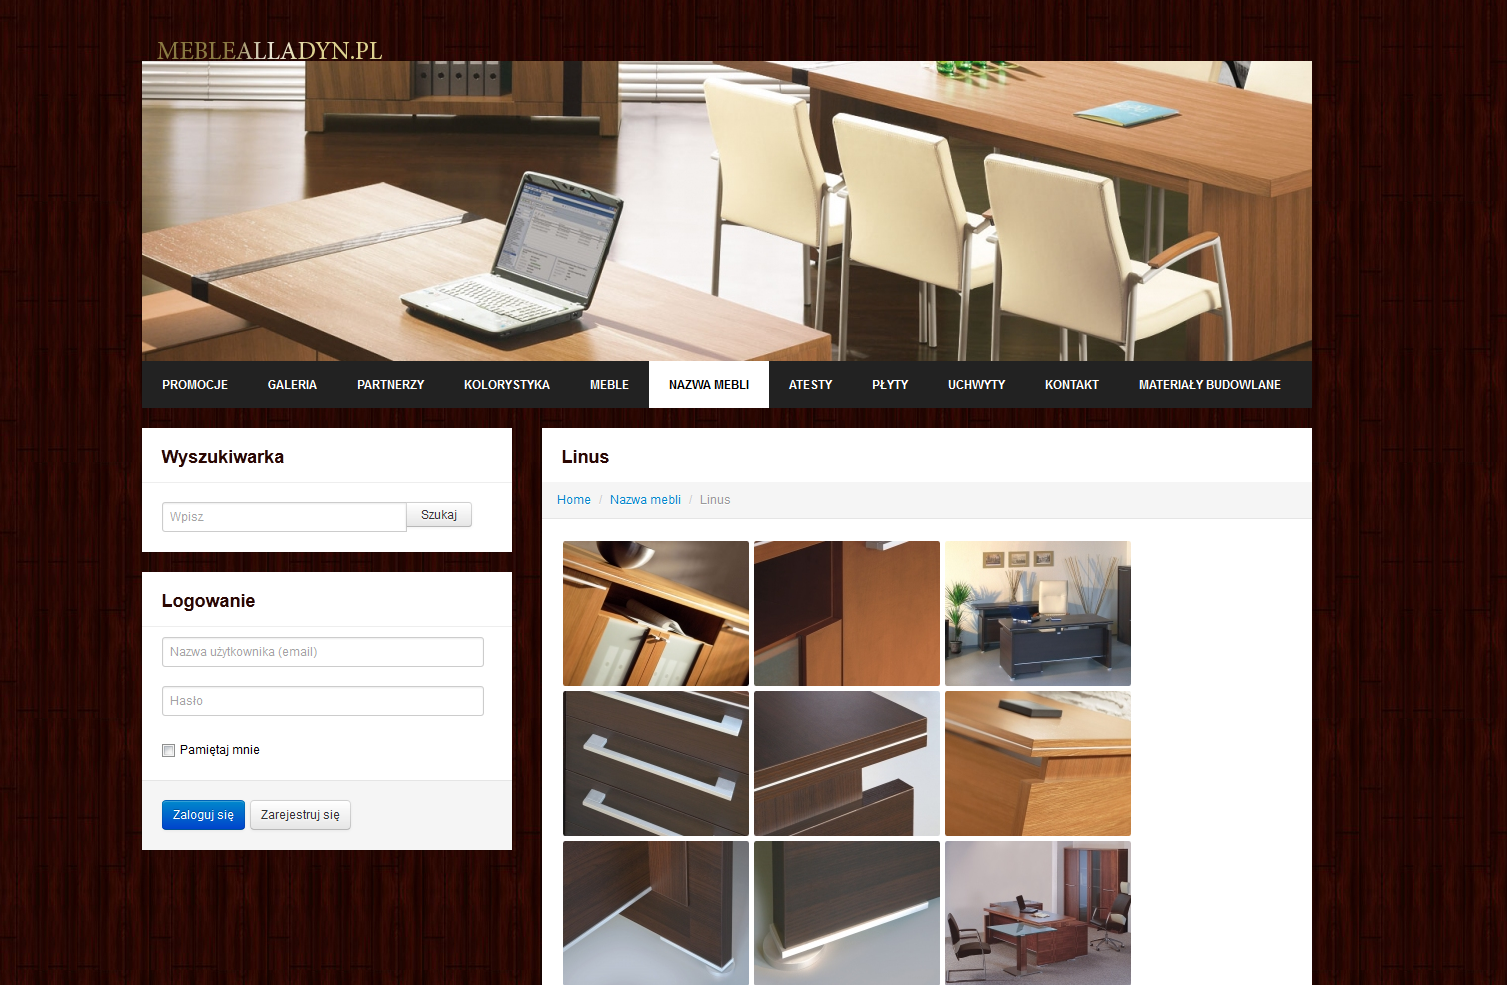 MEBLEALLADYN.PL
PROMOCJE GALERIA PARTNERZY KOLORYSTYKA MEBLE NAZWA MEBLI ATESTY PŁYTY UCHWYTY KONTAKT MATERIAŁY BUDOWLANE
Wyszukiwarka
Wpisz
Szukaj
Logowanie
Nazwa użytkownika (email)
Hasło
Pamiętaj mnie
Zaloguj się
Zarejestruj się
Linus
Home / Nazwa mebli / Linus